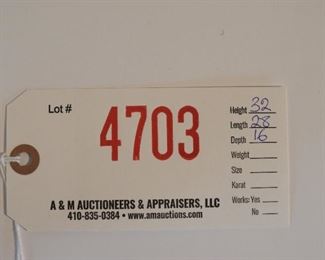 Lot #
4703
Height 32
Length 28
Depth 16
Weight
Size
Karat
Works: Yes
No
A & M AUCTIONEERS & APPRAISERS, LLC
410-835-0384 • www.amauctions.com